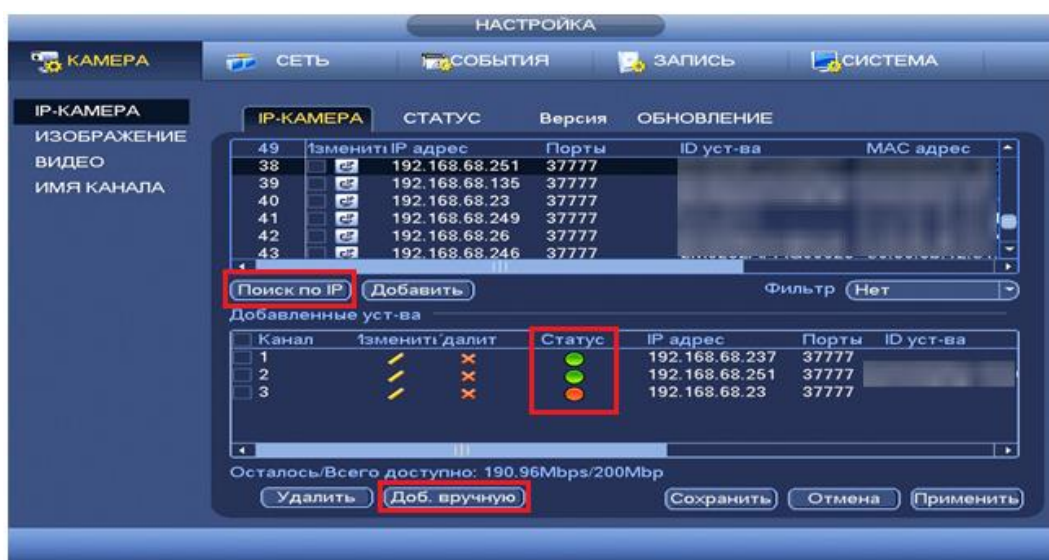 НАСТРОЙКА
КАМЕРА СЕТЬ СОБЫТИЯ ЗАПИСЬ СИСТЕМА
IP-КАМЕРА
ИЗОБРАЖЕНИЕ
ВИДЕО
ИМЯ КАНАЛА
IP-КАМЕРА СТАТУС Версия ОБНОВЛЕНИЕ
49 Изменити IP адрес Порты ID уст-ва MAC адрес
38 192.168.68.251 37777
39 192.168.68.135 37777
40 192.168.68.23 37777
41 192.168.68.249 37777
42 192.168.68.26 37777
43 192.168.68.246 37777
Поиск по IP Добавить Фильтр Нет
Добавленные уст-ва
Канал Изменити Удалит Статус IP адрес Порты ID уст-ва
1 192.168.68.237 37777
2 192.168.68.251 37777
3 192.168.68.23 37777
Осталось/Всего доступно: 190.96Mbps/200Mbp
Удалить Доб. вручную Сохранить Отмена Применить